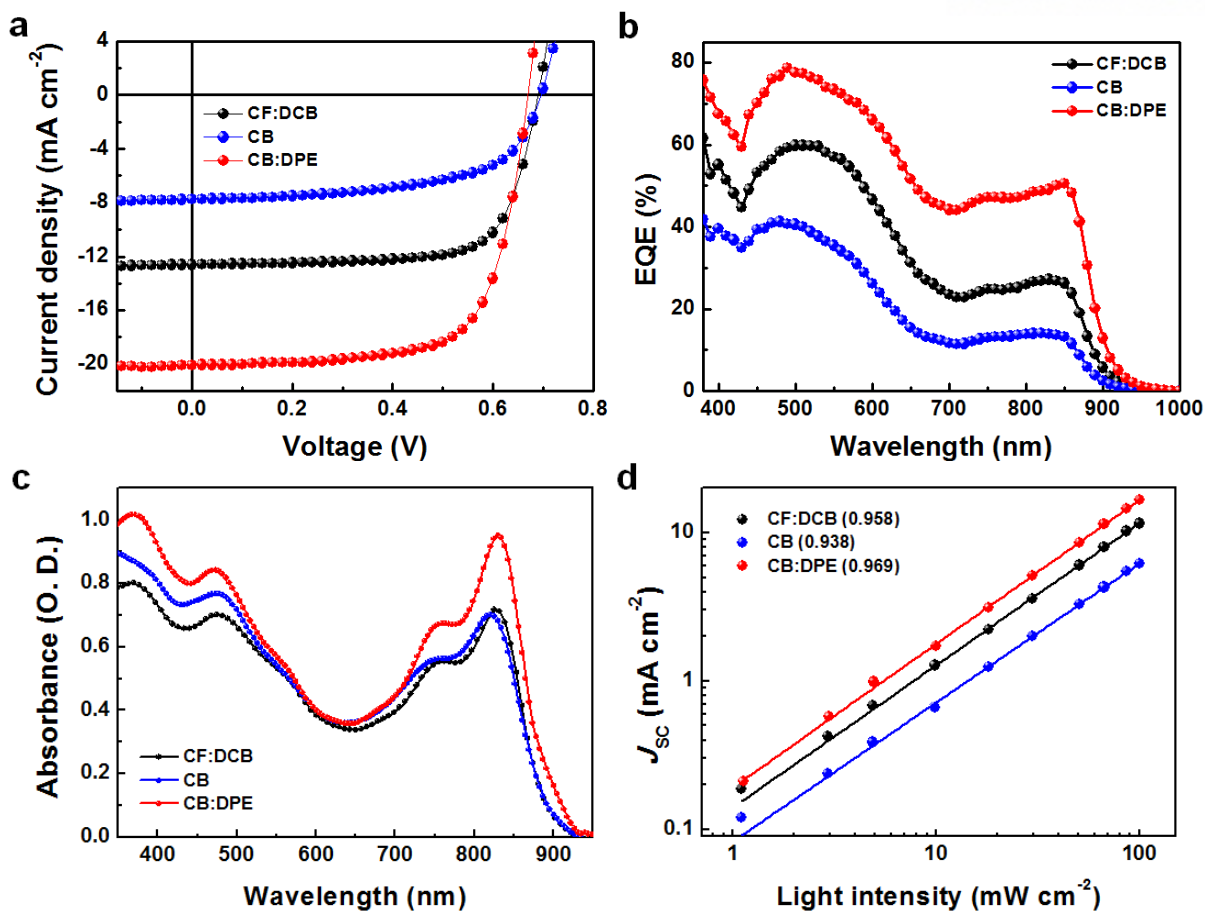 a
4
0
-4
-8
-12
-16
-20
Current density (mA cm⁻²)
CF:DCB
CB
CB:DPE
0.0 0.2 0.4 0.6 0.8
Voltage (V)
b
80
60
40
20
0
EQE (%)
CF:DCB
CB
CB:DPE
400 500 600 700 800 900 1000
Wavelength (nm)
c
1.0
0.8
0.6
0.4
0.2
0.0
Absorbance (O. D.)
CF:DCB
CB
CB:DPE
400 500 600 700 800 900
Wavelength (nm)
d
10
1
0.1
JSC (mA cm⁻²)
CF:DCB (0.958)
CB (0.938)
CB:DPE (0.969)
1 10 100
Light intensity (mW cm⁻²)